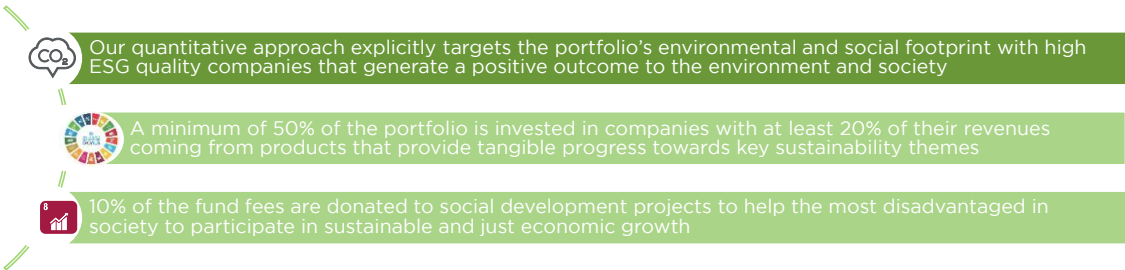 CO2
Our quantitative approach explicitly targets the portfolio's environmental and social footprint with high
ESG quality companies that generate a positive outcome to the environment and society
A minimum of 50% of the portfolio is invested in companies with at least 20% of their revenues
coming from products that provide tangible progress towards key sustainability themes
8
10% of the fund fees are donated to social development projects to help the most disadvantaged in
society to participate in sustainable and just economic growth